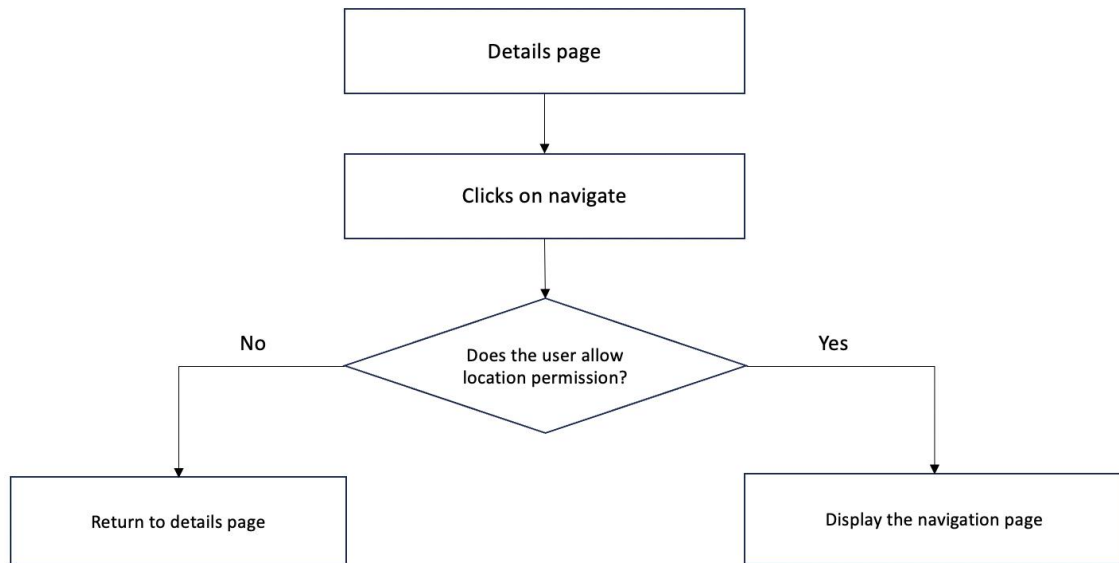 Details page
Clicks on navigate
No
Yes
Does the user allow
location permission?
Return to details page
Display the navigation page